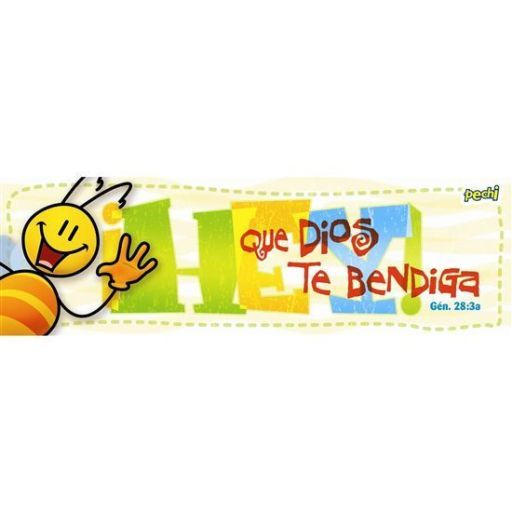 pechi
¡HEY!
QUE DIOS
TE BENDIGA
Gén. 28:3a